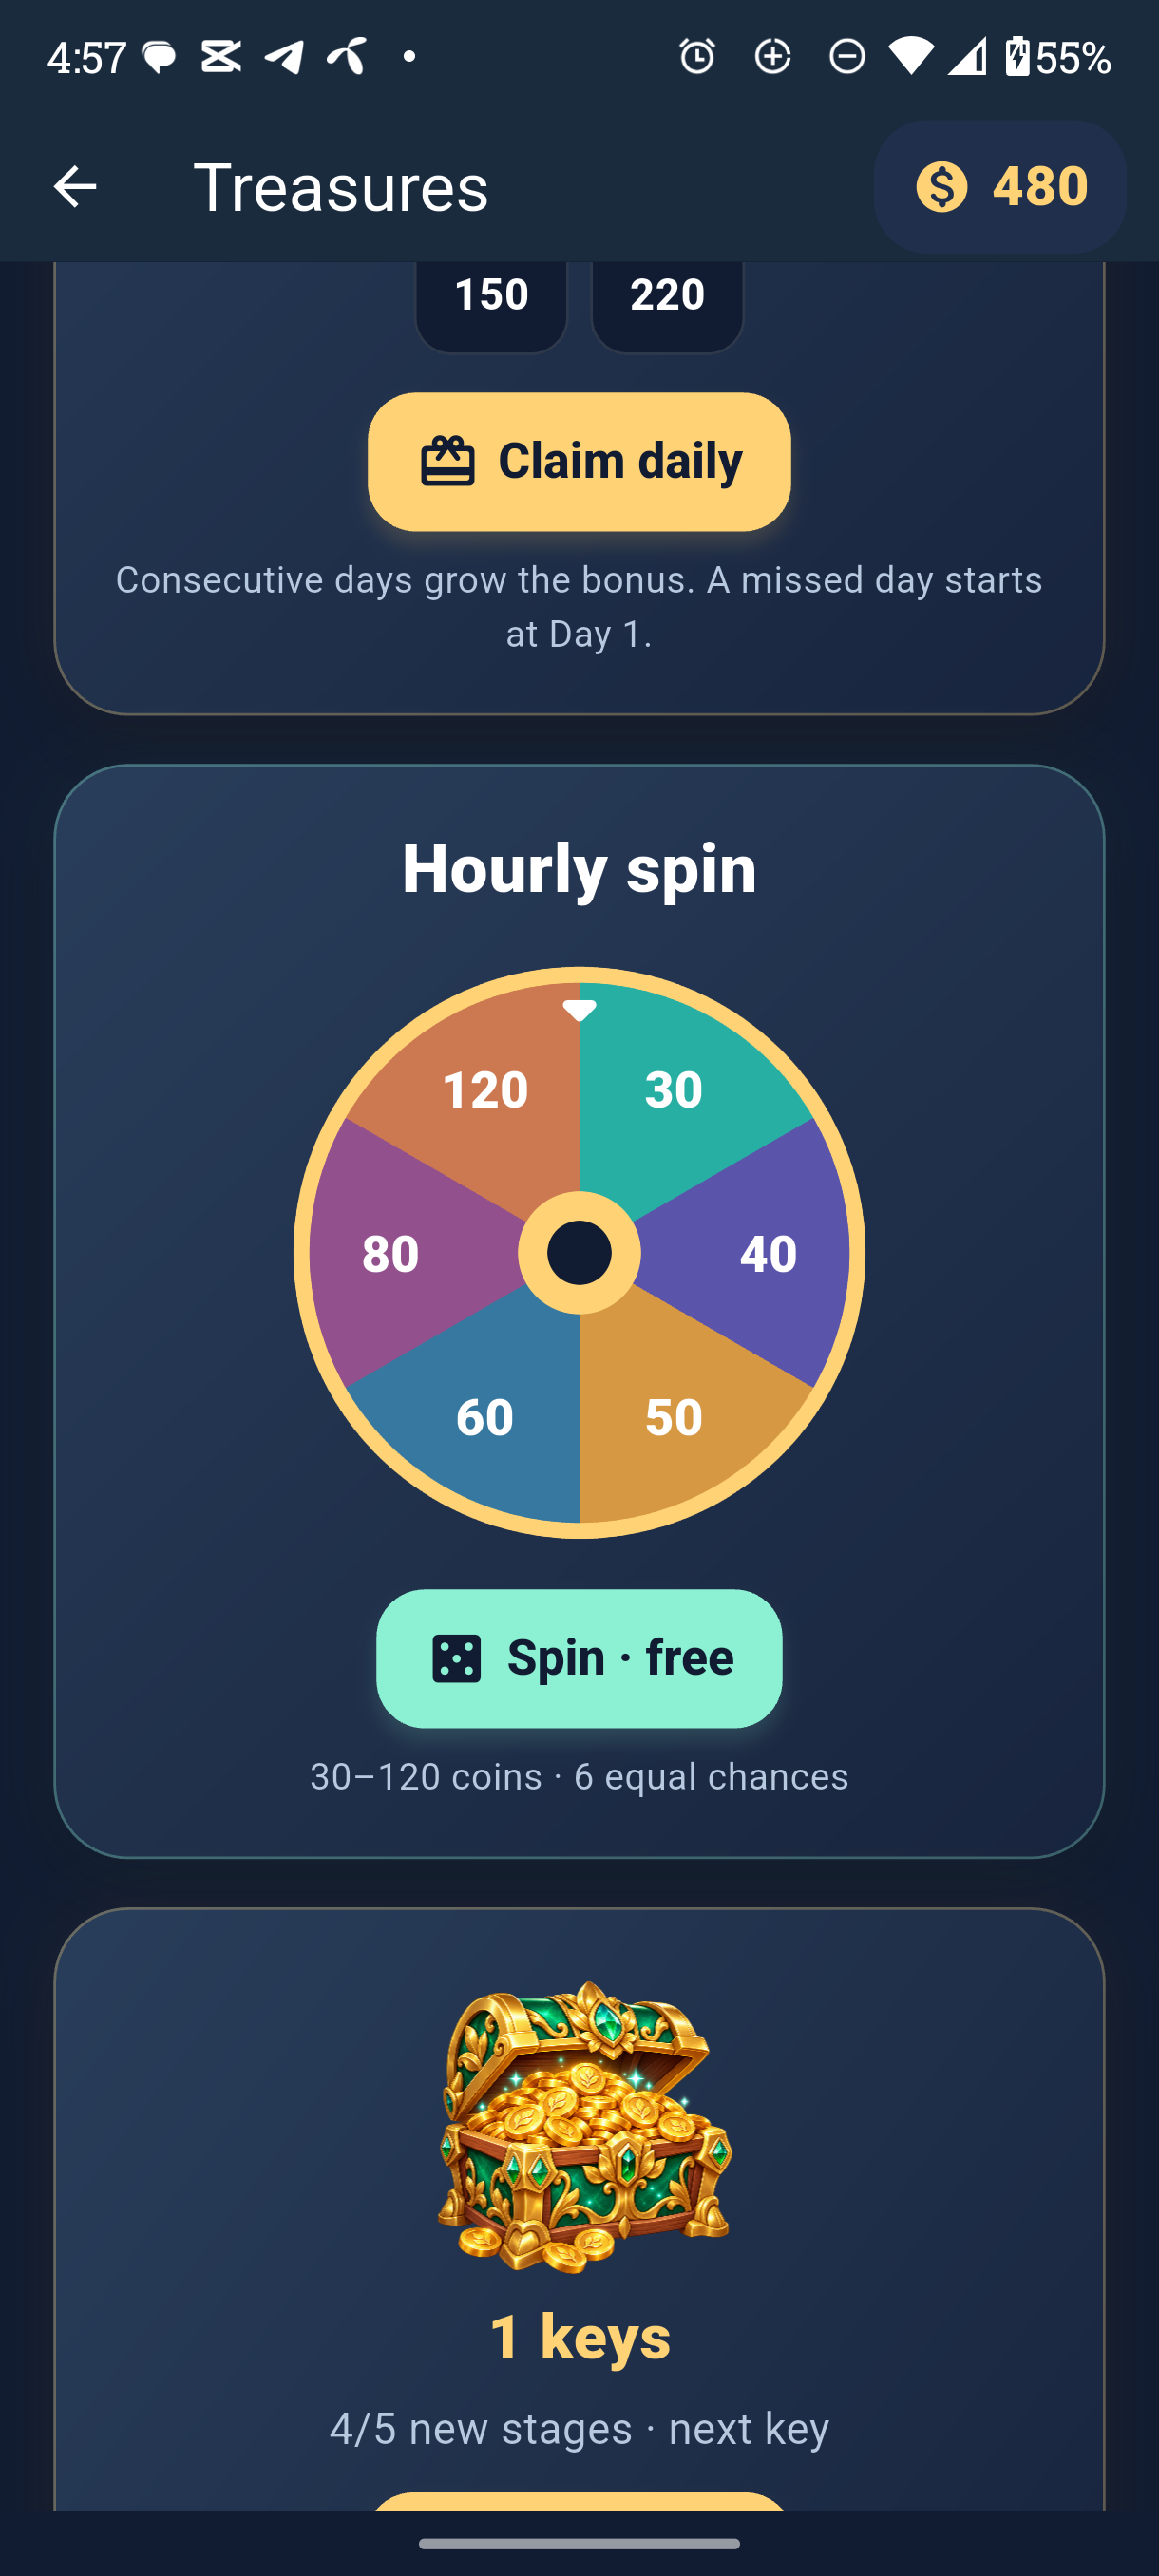 4:57
55%
Treasures
480
150
220
Claim daily
Consecutive days grow the bonus. A missed day starts
at Day 1.
Hourly spin
120
30
80
40
60
50
Spin · free
30–120 coins · 6 equal chances
1 keys
4/5 new stages · next key